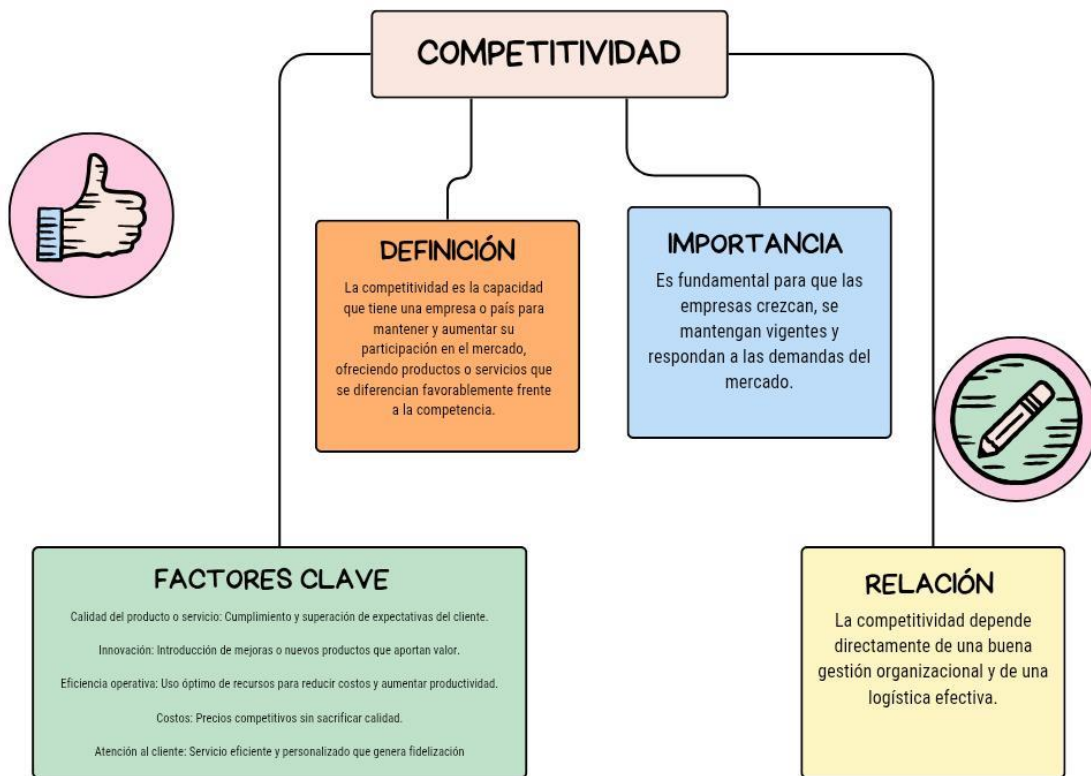 COMPETITIVIDAD
DEFINICIÓN
La competitividad es la capacidad
que tiene una empresa o país para
mantener y aumentar su
participación en el mercado,
ofreciendo productos o servicios que
se diferencian favorablemente frente
a la competencia.
IMPORTANCIA
Es fundamental para que las
empresas crezcan, se
mantengan vigentes y
respondan a las demandas del
mercado.
FACTORES CLAVE
Calidad del producto o servicio: Cumplimiento y superación de expectativas del cliente.
Innovación: Introducción de mejoras o nuevos productos que aportan valor.
Eficiencia operativa: Uso óptimo de recursos para reducir costos y aumentar productividad.
Costos: Precios competitivos sin sacrificar calidad.
Atención al cliente: Servicio eficiente y personalizado que genera fidelización
RELACIÓN
La competitividad depende
directamente de una buena
gestión organizacional y de una
logística efectiva.